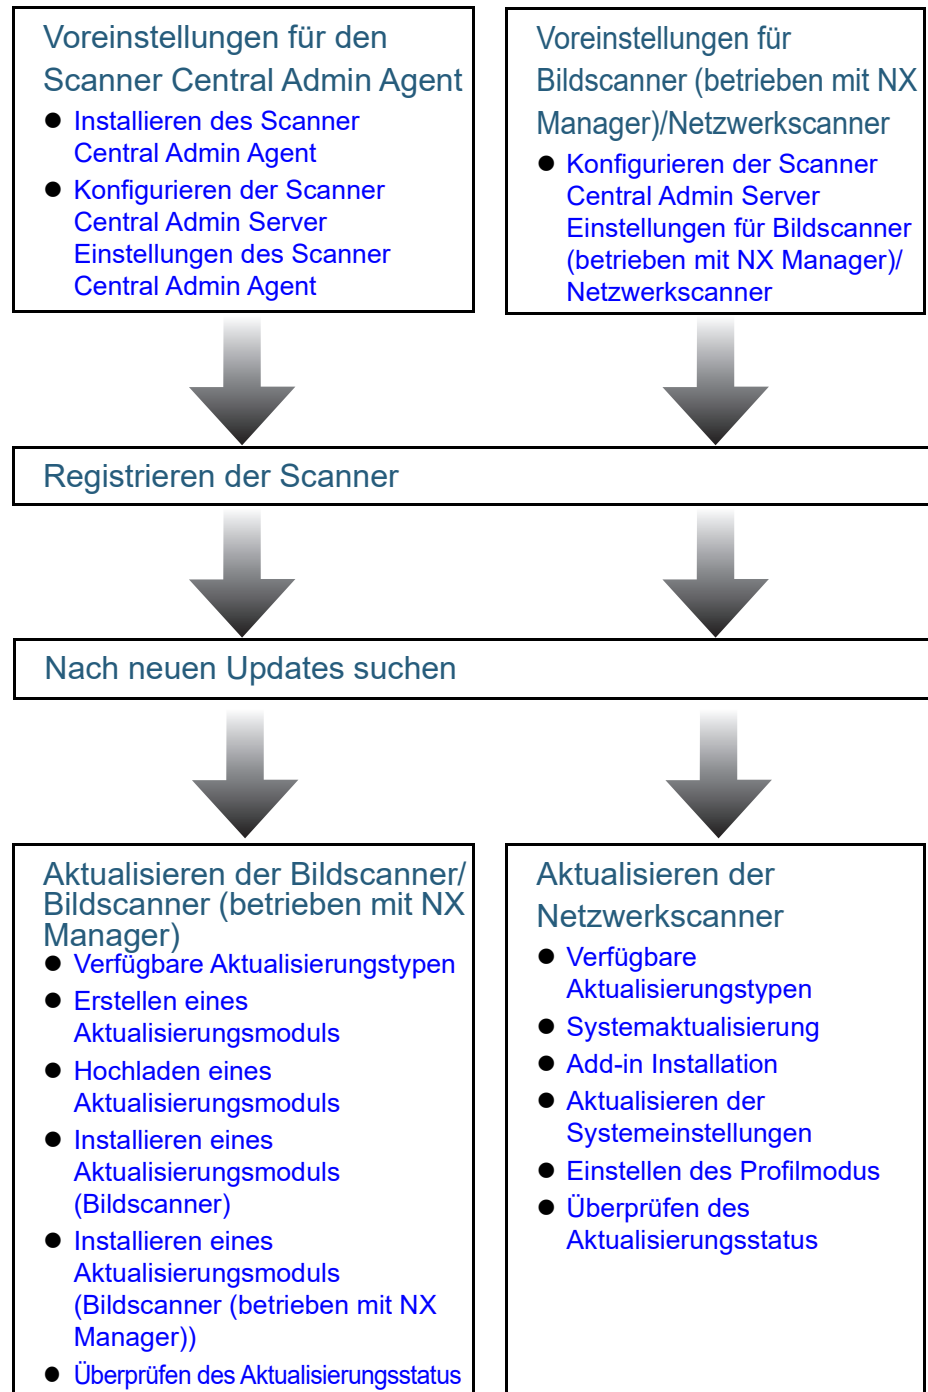 Voreinstellungen für den
Scanner Central Admin Agent
● Installieren des Scanner
Central Admin Agent
● Konfigurieren der Scanner
Central Admin Server
Einstellungen des Scanner
Central Admin Agent
Voreinstellungen für
Bildscanner (betrieben mit NX
Manager)/Netzwerkscanner
● Konfigurieren der Scanner
Central Admin Server
Einstellungen für Bildscanner
(betrieben mit NX Manager)/
Netzwerkscanner
Registrieren der Scanner
Nach neuen Updates suchen
Aktualisieren der Bildscanner/
Bildscanner (betrieben mit NX
Manager)
● Verfügbare Aktualisierungstypen
● Erstellen eines
Aktualisierungsmoduls
● Hochladen eines
Aktualisierungsmoduls
● Installieren eines
Aktualisierungsmoduls
(Bildscanner)
● Installieren eines
Aktualisierungsmoduls
(Bildscanner (betrieben mit NX
Manager))
● Überprüfen des Aktualisierungsstatus
Aktualisieren der
Netzwerkscanner
● Verfügbare
Aktualisierungstypen
● Systemaktualisierung
● Add-in Installation
● Aktualisieren der
Systemeinstellungen
● Einstellen des Profilmodus
● Überprüfen des
Aktualisierungsstatus